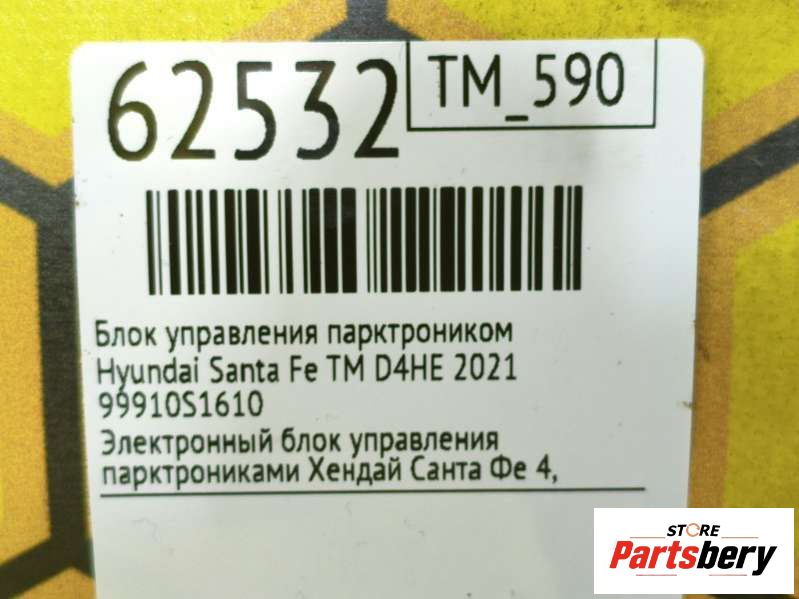 62532
TM_590
Блок управления парктроником
Hyundai Santa Fe TM D4HE 2021
99910S1610
Электронный блок управления
парктрониками Хендай Санта Фе 4,
STORE
Partsbery